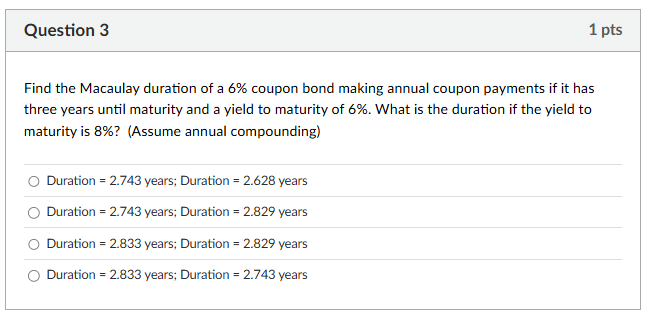 Question 3
1 pts
Find the Macaulay duration of a 6% coupon bond making annual coupon payments if it has
three years until maturity and a yield to maturity of 6%. What is the duration if the yield to
maturity is 8%? (Assume annual compounding)
Duration = 2.743 years; Duration = 2.628 years
Duration = 2.743 years; Duration = 2.829 years
Duration = 2.833 years; Duration = 2.829 years
Duration = 2.833 years; Duration = 2.743 years